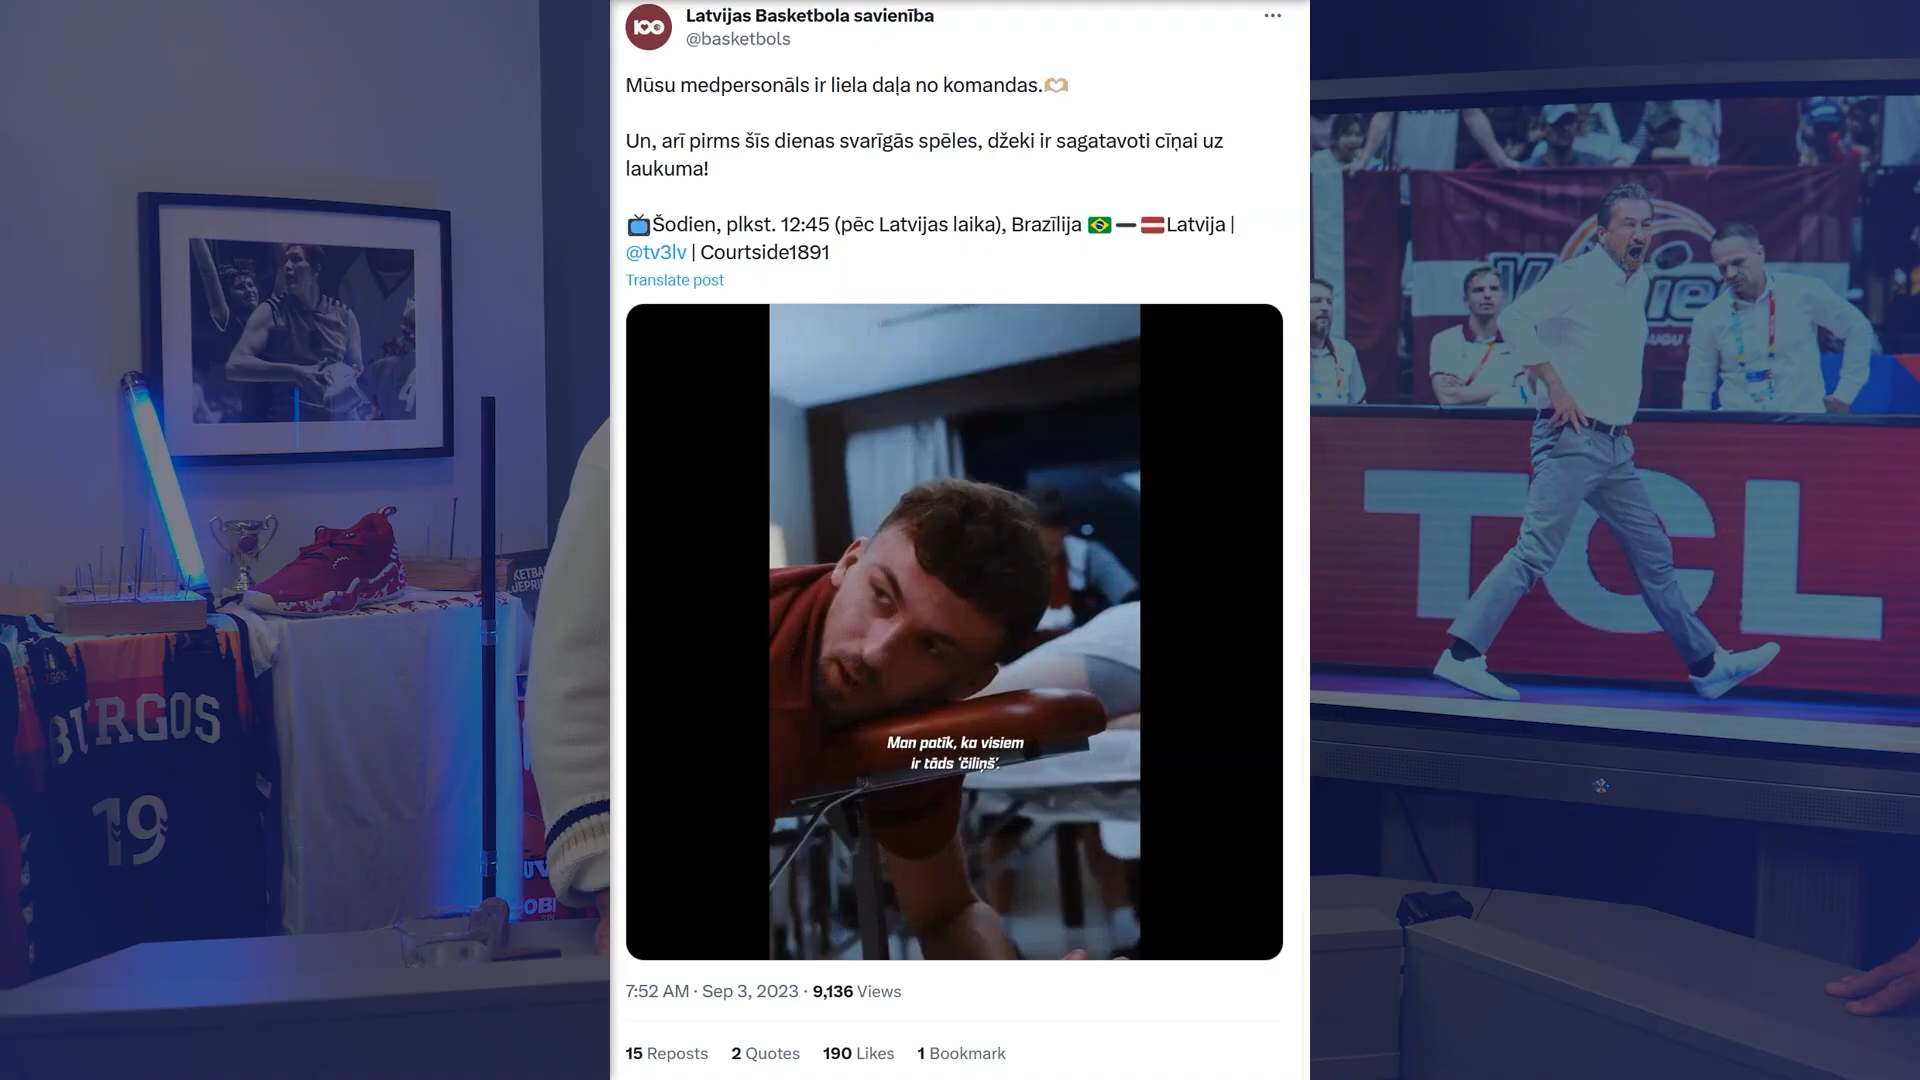 Latvijas Basketbola savienība
@basketbols
Mūsu medpersonāls ir liela daļa no komandas.🫶🏼
Un, arī pirms šīs dienas svarīgās spēles, džeki ir sagatavoti cīņai uz
laukuma!
📺Šodien, plkst. 12:45 (pēc Latvijas laika), Brazīlija 🇧🇷➖🇱🇻Latvija |
@tv3lv | Courtside1891
Translate post
Man patīk, ka visiem
ir tāds 'čiliņš'.
7:52 AM · Sep 3, 2023 · 9,136 Views
15 Reposts 2 Quotes 190 Likes 1 Bookmark
BURGOS
19
TCL